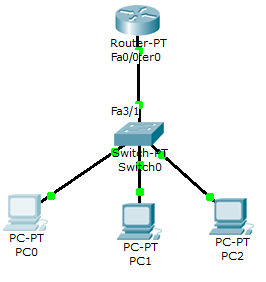 Router-PT
Fa0/0ter0
Fa3/1
Switch-PT
Switch0
PC-PT
PC0
PC-PT
PC1
PC-PT
PC2